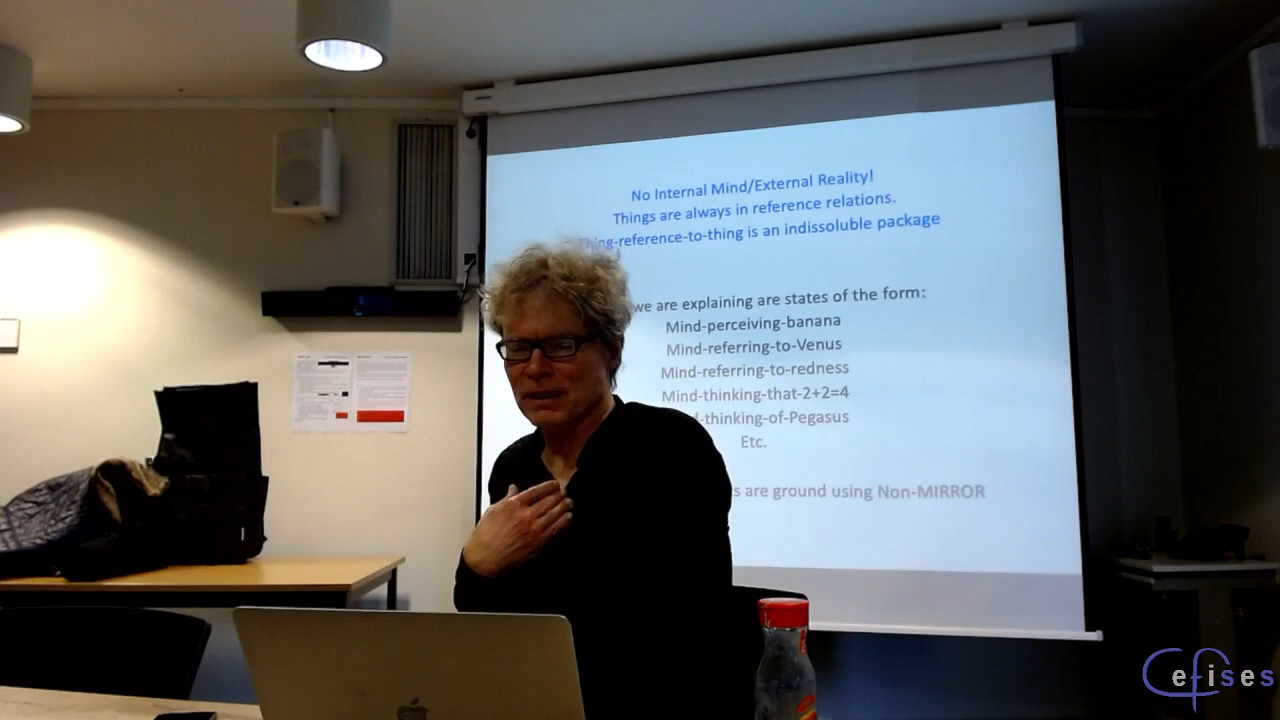 No Internal Mind/External Reality!
Things are always in reference relations.
Thing-reference-to-thing is an indissoluble package
we are explaining are states of the form:
Mind-perceiving-banana
Mind-referring-to-Venus
Mind-referring-to-redness
Mind-thinking-that-2+2=4
d-thinking-of-Pegasus
Etc.
s are ground using Non-MIRROR
Cefises